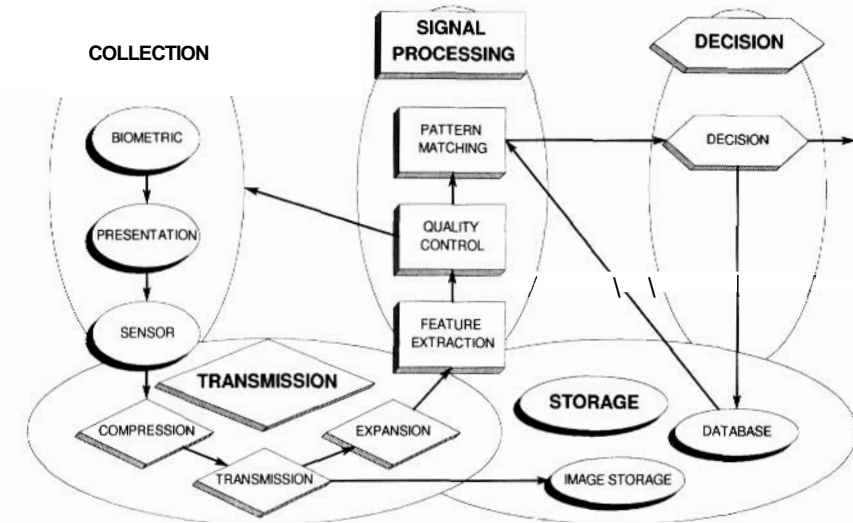 COLLECTION
SIGNAL
PROCESSING
DECISION
BIOMETRIC
PATTERN
MATCHING
DECISION
PRESENTATION
QUALITY
CONTROL
SENSOR
FEATURE
EXTRACTION
TRANSMISSION
STORAGE
COMPRESSION
EXPANSION
DATABASE
TRANSMISSION
IMAGE STORAGE